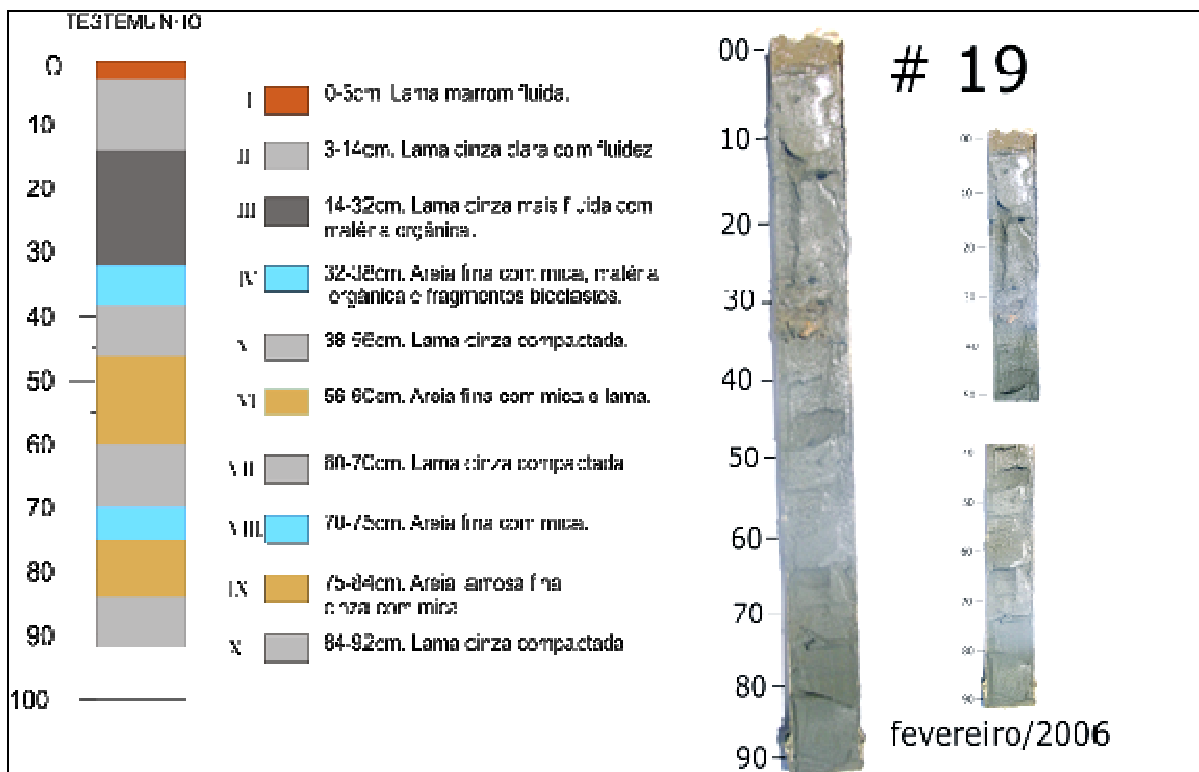 TESTEMUNHO
0
10
20
30
40
50
60
70
80
90
100
I 0-3cm. Lama marrom fluida.
II 3-14cm. Lama cinza clara com fluidez
III 14-32cm. Lama cinza mais fluida com
matéria orgânica.
IV 32-38cm. Areia fina com mica, matéria
orgânica e fragmentos bioclastos.
V 38-56cm. Lama cinza compactada.
VI 56-60cm. Areia fina com mica e lama.
VII 60-70cm. Lama cinza compactada
VIII. 70-75cm. Areia fina com mica.
IX 75-84cm. Areia lamosa fina
cinza com mica
X 84-92cm. Lama cinza compactada
00
10
20
30
40
50
60
70
80
90
# 19
fevereiro/2006